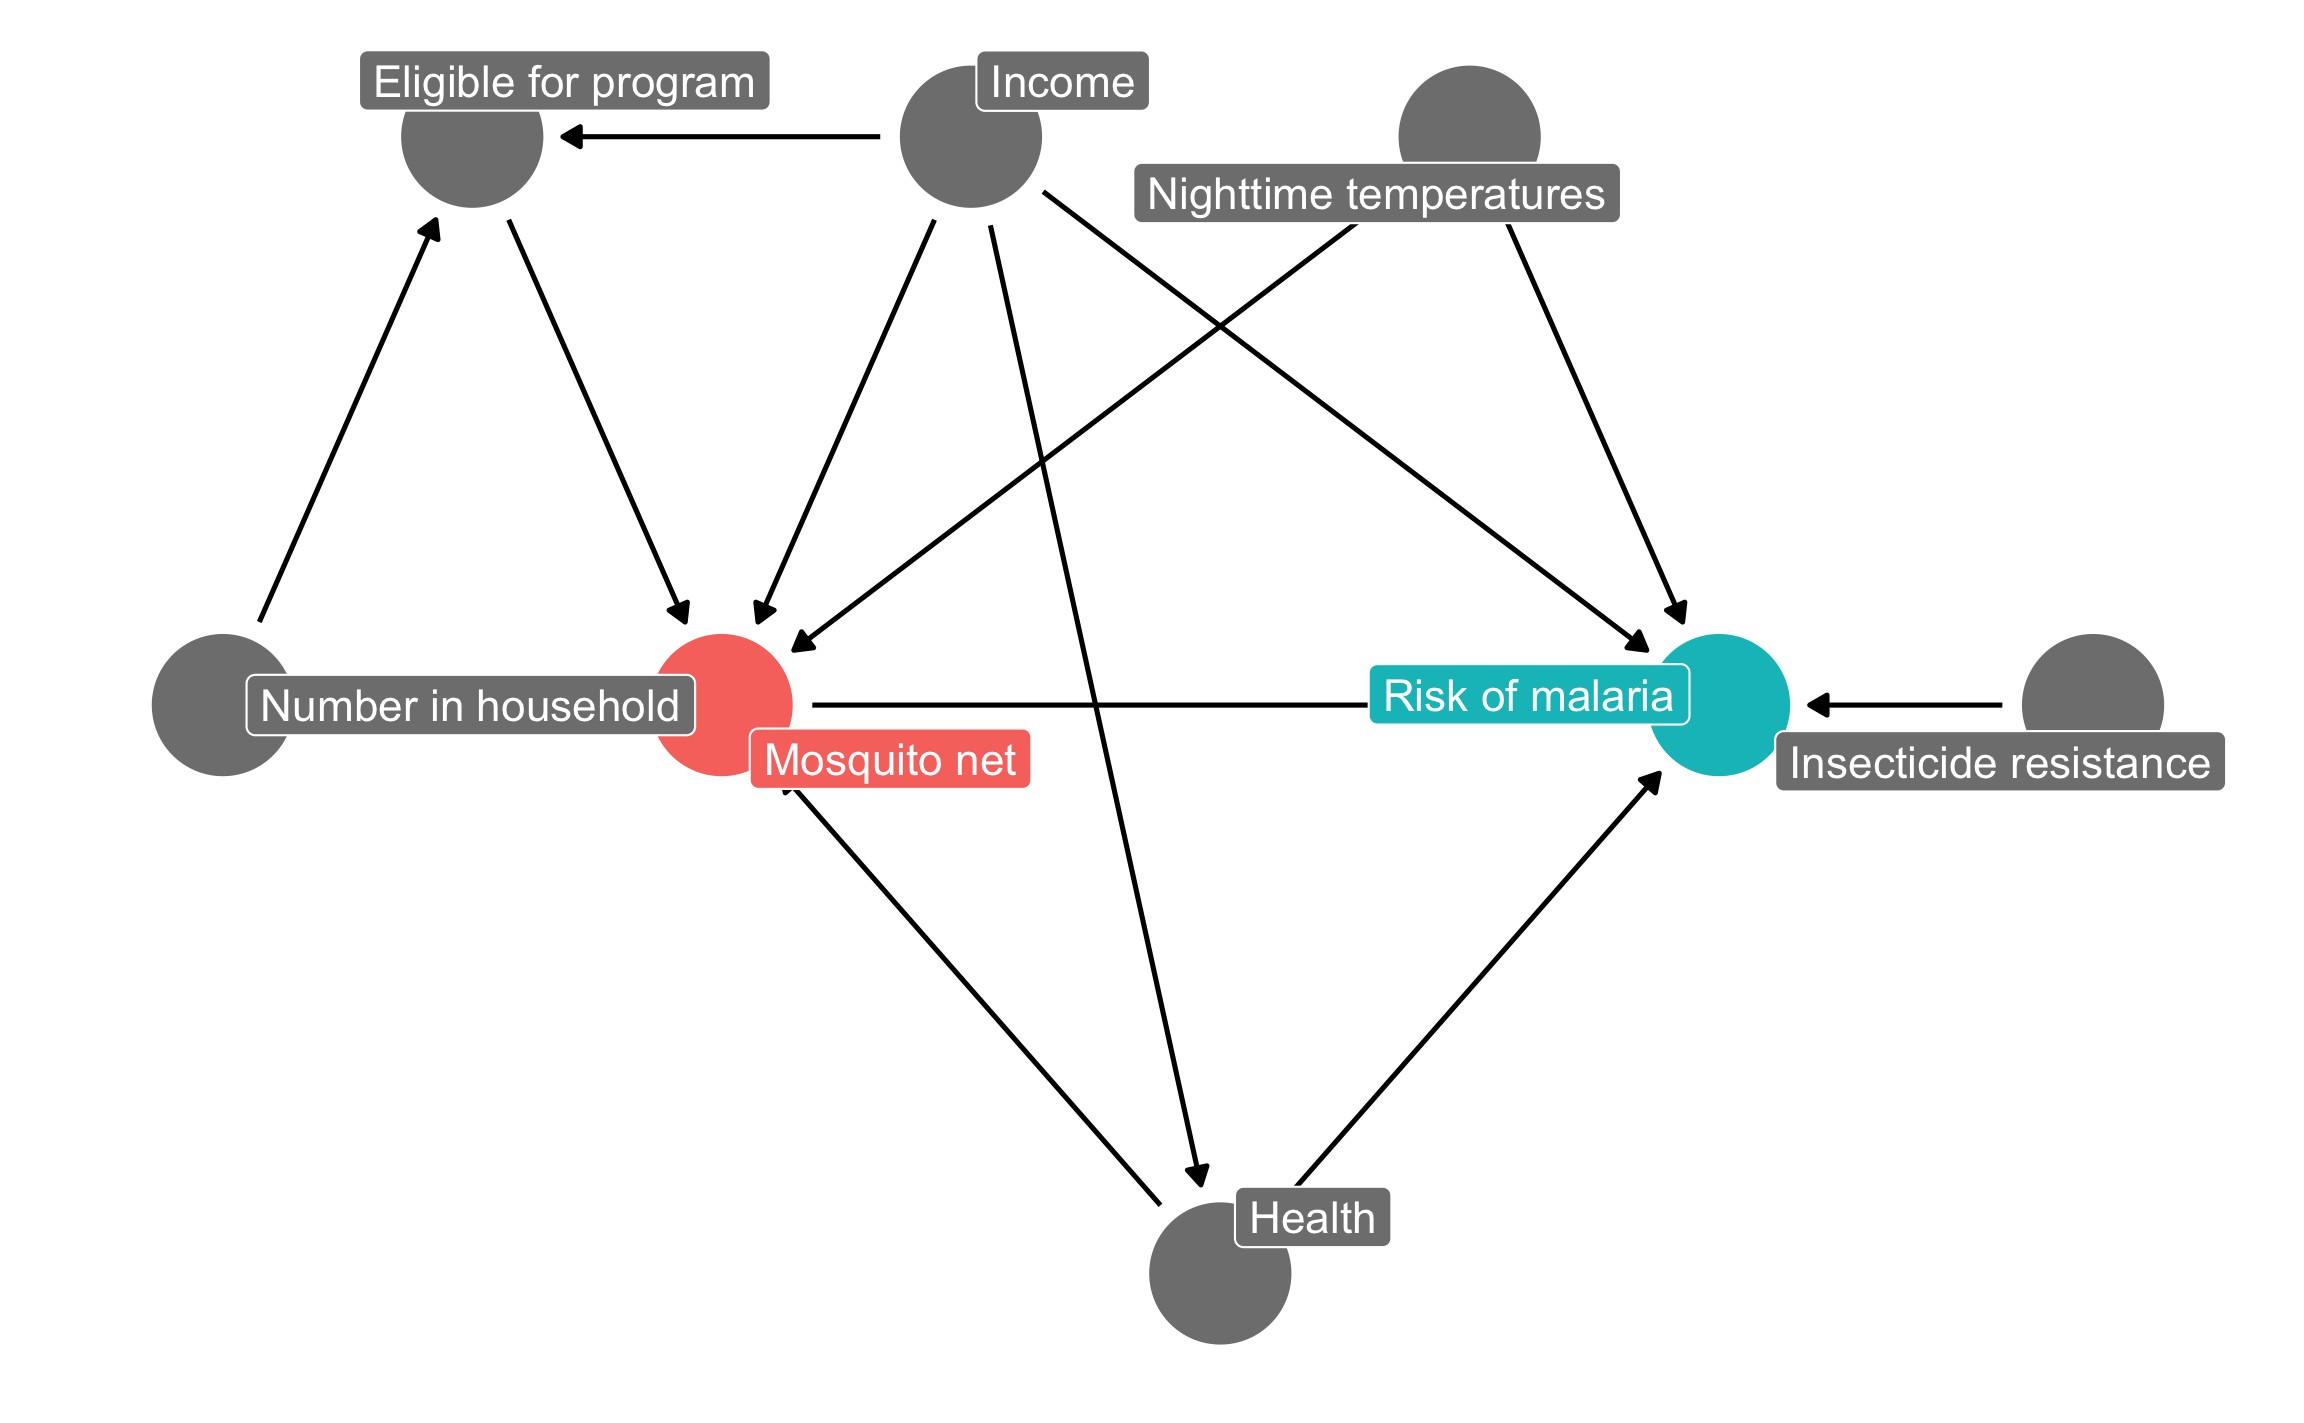 Eligible for program
Income
Nighttime temperatures
Number in household
Mosquito net
Risk of malaria
Insecticide resistance
Health